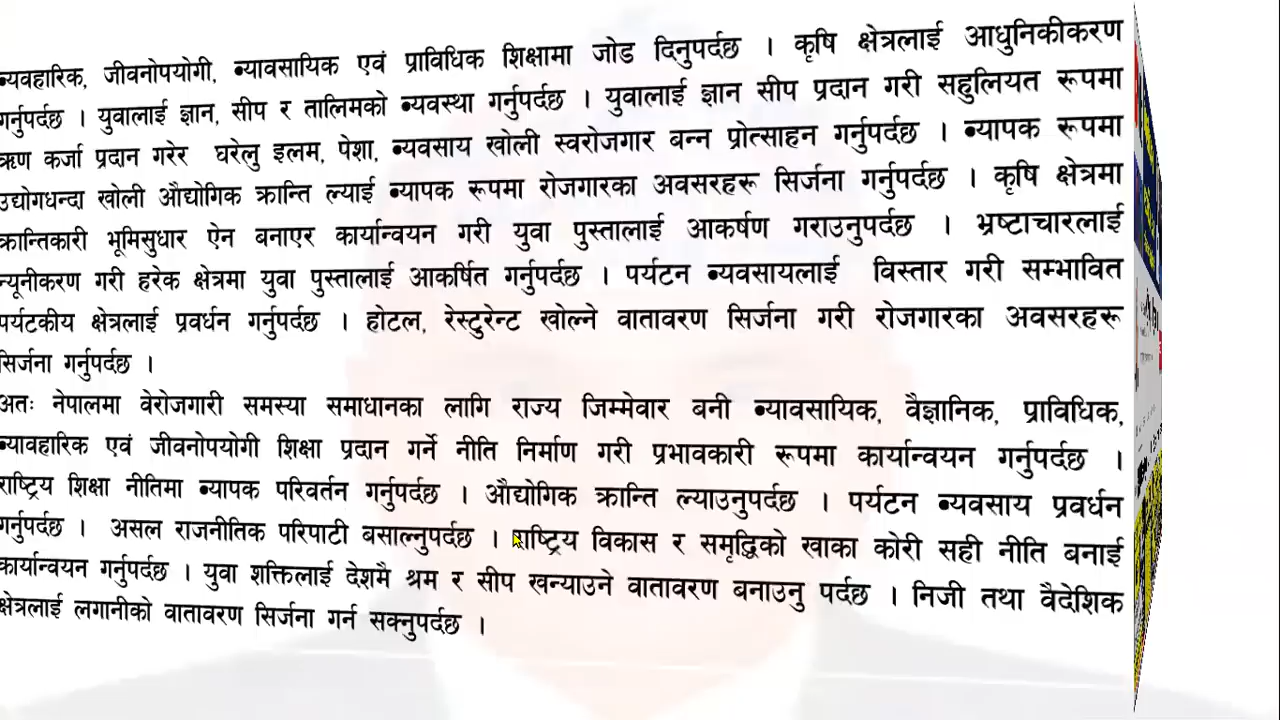 व्यवहारिक, जीवनोपयोगी, व्यावसायिक एवं प्राविधिक शिक्षामा जोड दिनुपर्दछ । कृषि क्षेत्रलाई आधुनिकीकरण
गर्नुपर्दछ । युवालाई ज्ञान, सीप र तालिमको व्यवस्था गर्नुपर्दछ । युवालाई ज्ञान सीप प्रदान गरी सहुलियत रूपमा
ऋण कर्जा प्रदान गरेर घरेलु इलम, पेशा, व्यवसाय खोली स्वरोजगार बन्न प्रोत्साहन गर्नुपर्दछ । व्यापक रूपमा
उद्योगधन्दा खोली औद्योगिक क्रान्ति ल्याई व्यापक रूपमा रोजगारका अवसरहरू सिर्जना गर्नुपर्दछ । कृषि क्षेत्रमा
क्रान्तिकारी भूमिसुधार ऐन बनाएर कार्यान्वयन गरी युवा पुस्तालाई आकर्षण गराउनुपर्दछ । भ्रष्टाचारलाई
न्यूनीकरण गरी हरेक क्षेत्रमा युवा पुस्तालाई आकर्षित गर्नुपर्दछ । पर्यटन व्यवसायलाई विस्तार गरी सम्भावित
पर्यटकीय क्षेत्रलाई प्रवर्धन गर्नुपर्दछ । होटल, रेस्टुरेन्ट खोल्ने वातावरण सिर्जना गरी रोजगारका अवसरहरू
सिर्जना गर्नुपर्दछ ।
अतः नेपालमा वेरोजगारी समस्या समाधानका लागि राज्य जिम्मेवार बनी व्यावसायिक, वैज्ञानिक, प्राविधिक,
व्यावहारिक एवं जीवनोपयोगी शिक्षा प्रदान गर्ने नीति निर्माण गरी प्रभावकारी रूपमा कार्यान्वयन गर्नुपर्दछ ।
राष्ट्रिय शिक्षा नीतिमा व्यापक परिवर्तन गर्नुपर्दछ । औद्योगिक क्रान्ति ल्याउनुपर्दछ । पर्यटन व्यवसाय प्रवर्धन
गर्नुपर्दछ । असल राजनीतिक परिपाटी बसाल्नुपर्दछ । राष्ट्रिय विकास र समृद्धिको खाका कोरी सही नीति बनाई
कार्यान्वयन गर्नुपर्दछ । युवा शक्तिलाई देशमै श्रम र सीप खन्याउने वातावरण बनाउनु पर्दछ । निजी तथा वैदेशिक
क्षेत्रलाई लगानीको वातावरण सिर्जना गर्न सक्नुपर्दछ ।